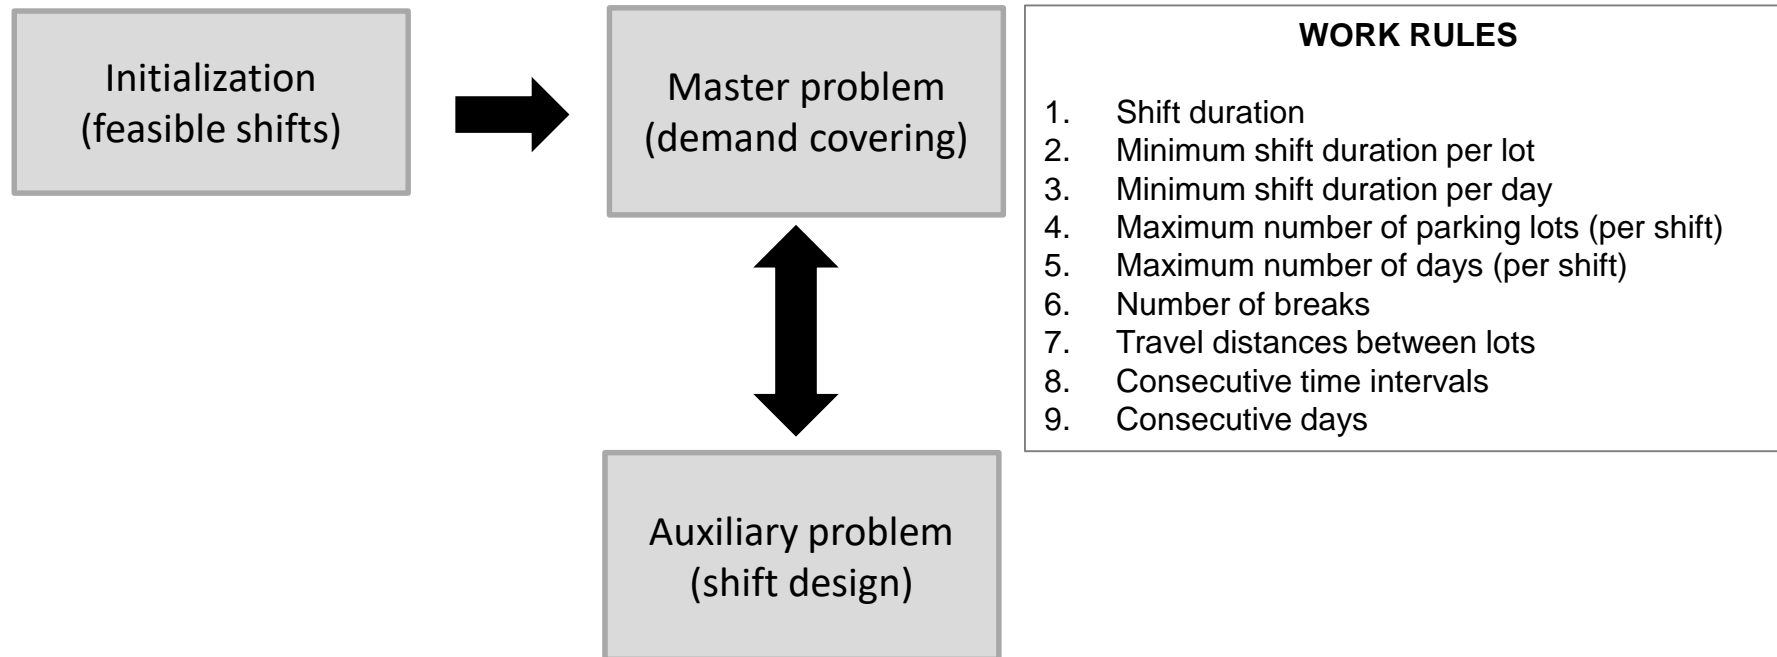 Initialization
(feasible shifts)
Master problem
(demand covering)
Auxiliary problem
(shift design)
WORK RULES
1. Shift duration
2. Minimum shift duration per lot
3. Minimum shift duration per day
4. Maximum number of parking lots (per shift)
5. Maximum number of days (per shift)
6. Number of breaks
7. Travel distances between lots
8. Consecutive time intervals
9. Consecutive days